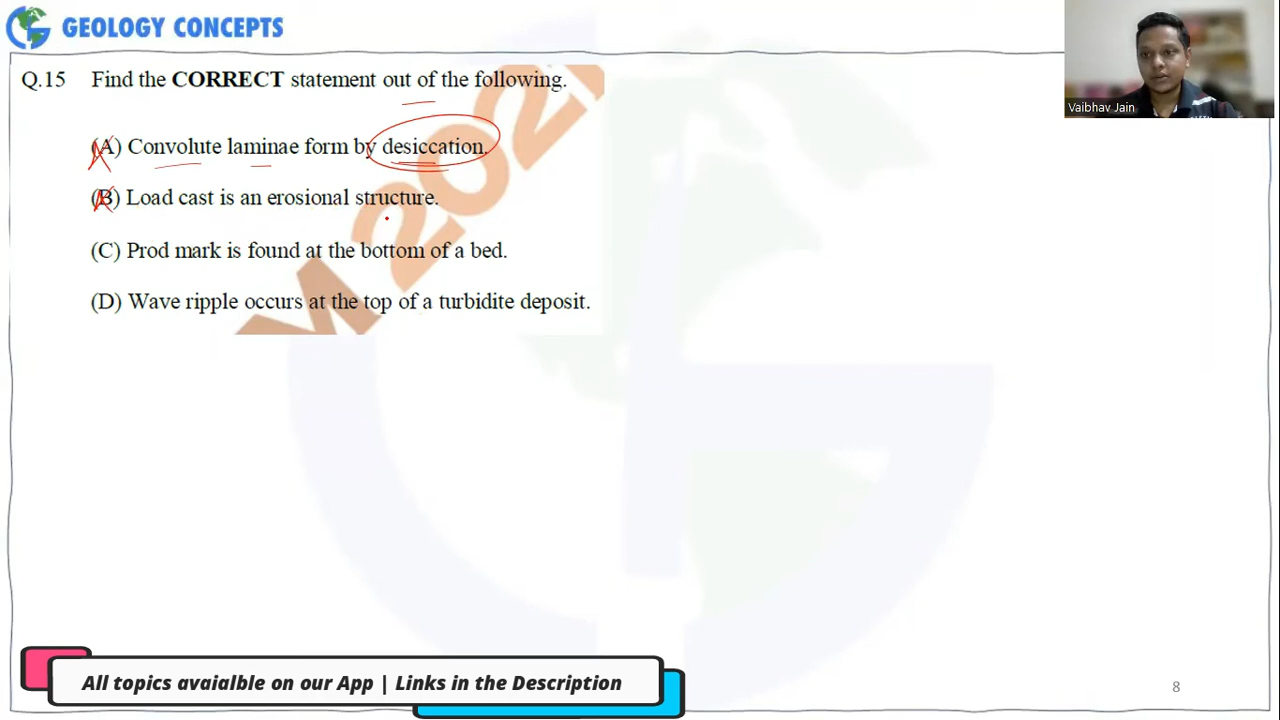 GEOLOGY CONCEPTS
Q.15 Find the CORRECT statement out of the following.
(A) Convolute laminae form by desiccation.
(B) Load cast is an erosional structure.
(C) Prod mark is found at the bottom of a bed.
(D) Wave ripple occurs at the top of a turbidite deposit.
Vaibhav Jain
All topics avaialble on our App | Links in the Description
8